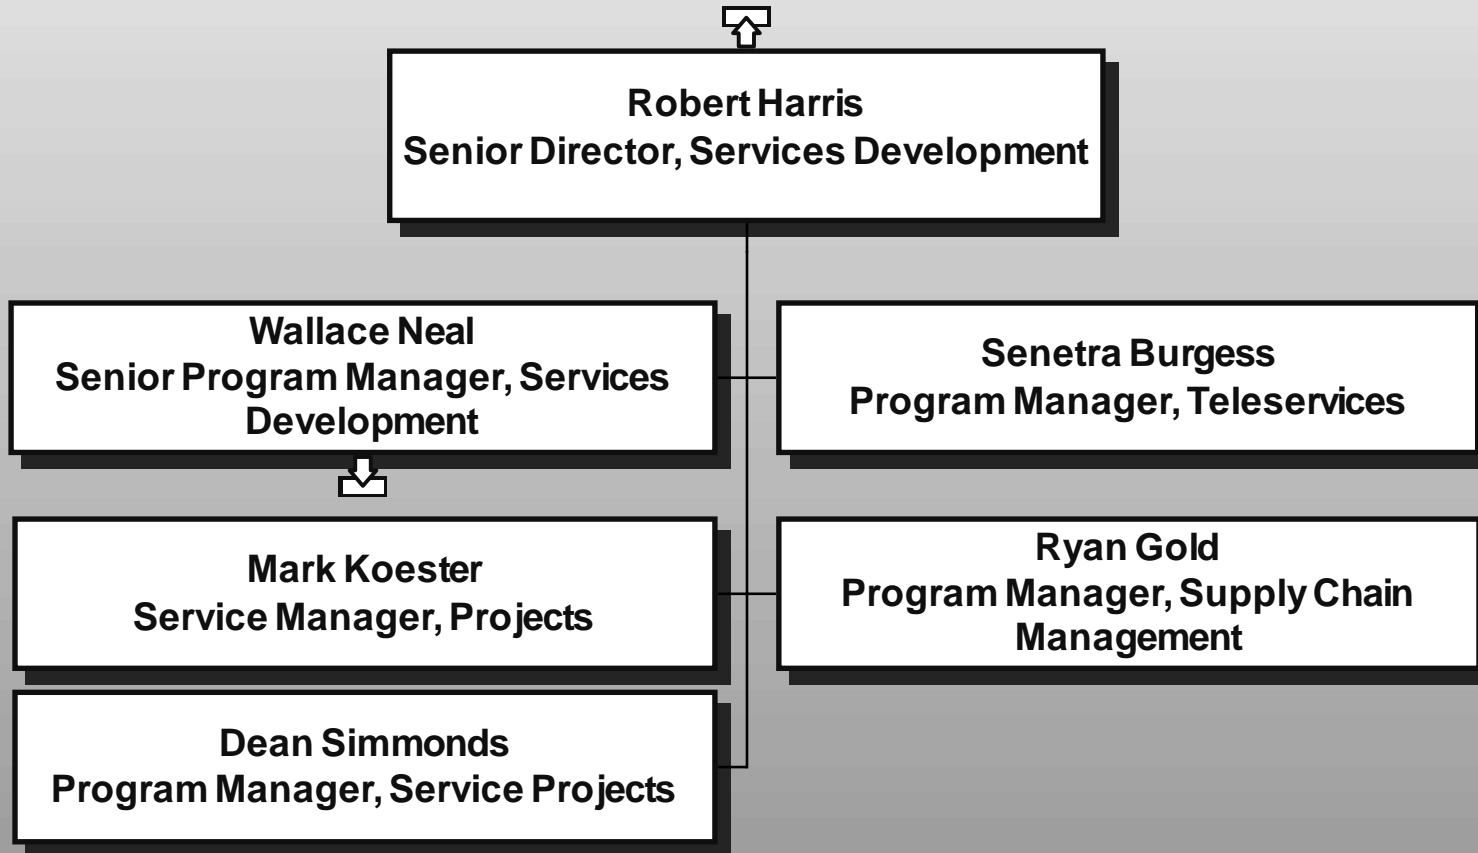 Robert Harris
Senior Director, Services Development
Wallace Neal
Senior Program Manager, Services
Development
Senetra Burgess
Program Manager, Teleservices
Mark Koester
Service Manager, Projects
Ryan Gold
Program Manager, Supply Chain
Management
Dean Simmonds
Program Manager, Service Projects